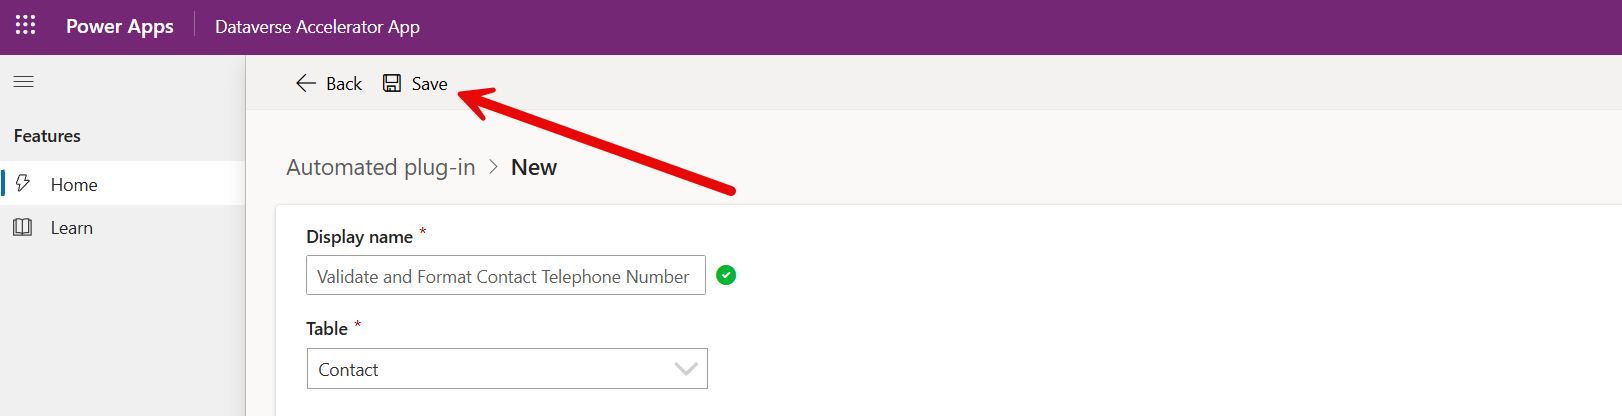 Power Apps
Dataverse Accelerator App
Back
Save
Features
Home
Learn
Automated plug-in > New
Display name *
Validate and Format Contact Telephone Number
Table *
Contact